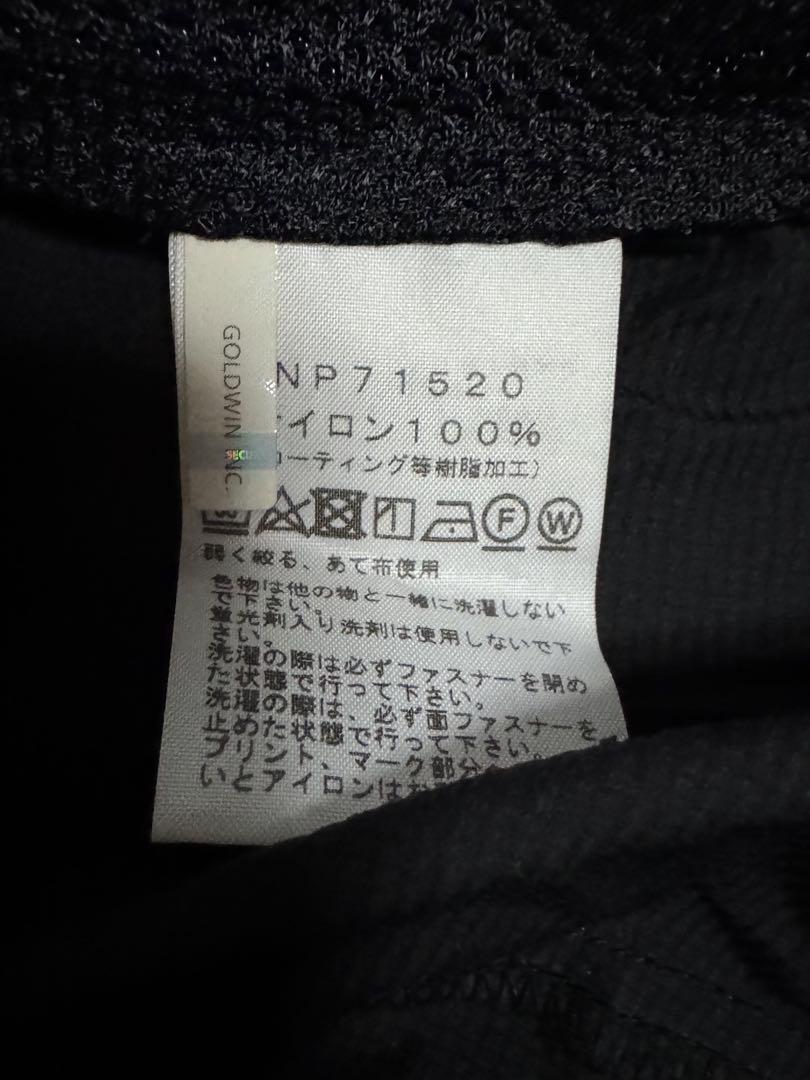 GOLDWIN INC.
SECU
NP71520
イロン100%
ーティング等樹脂加工)
F W
弱く絞る、あて布使用
色物は他の物と一緒に洗濯しない
で下さい。
蛍光剤入り洗剤は使用しないで下
さい。
洗濯の際は必ずファスナーを閉め
た状態で行って下さい。
洗濯の際は、必ず面ファスナーを
止めた状態で行って下さい。
プリント、マーク部分
いとアイロンはお